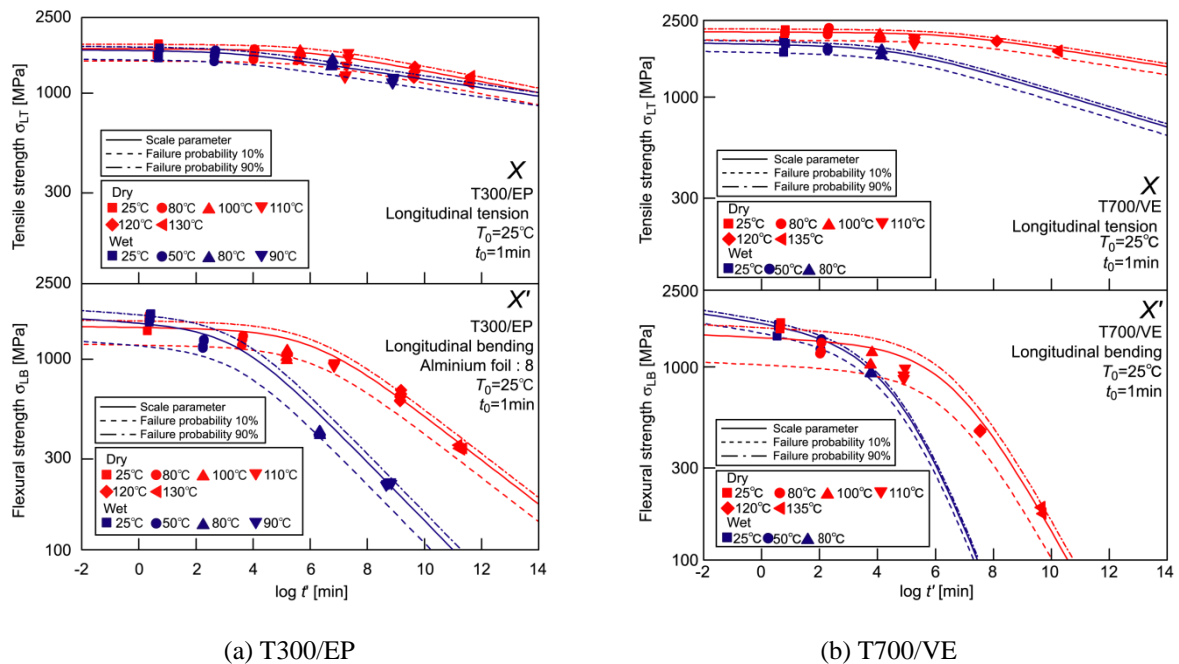 2500
1000
300
Tensile strength σLT [MPa]
Scale parameter
Failure probability 10%
Failure probability 90%
Dry
25℃ 80℃ 100℃ 110℃
120℃ 130℃
Wet
25℃ 50℃ 80℃ 90℃
X
T300/EP
Longitudinal tension
T0=25℃
t0=1min
2500
1000
300
100
Flexural strength σLB [MPa]
Scale parameter
Failure probability 10%
Failure probability 90%
Dry
25℃ 80℃ 100℃ 110℃
120℃ 130℃
Wet
25℃ 50℃ 80℃ 90℃
X'
T300/EP
Longitudinal bending
Alminium foil : 8
T0=25℃
t0=1min
-2 0 2 4 6 8 10 12 14
log t' [min]
(a) T300/EP
2500
1000
300
Tensile strength σLT [MPa]
Scale parameter
Failure probability 10%
Failure probability 90%
Dry
25℃ 80℃ 100℃ 110℃
120℃ 135℃
Wet
25℃ 50℃ 80℃
X
T700/VE
Longitudinal tension
T0=25℃
t0=1min
2500
1000
300
100
Flexural strength σLB [MPa]
Scale parameter
Failure probability 10%
Failure probability 90%
Dry
25℃ 80℃ 100℃ 110℃
120℃ 135℃
Wet
25℃ 50℃ 80℃
X'
T700/VE
Longitudinal bending
T0=25℃
t0=1min
-2 0 2 4 6 8 10 12 14
log t' [min]
(b) T700/VE